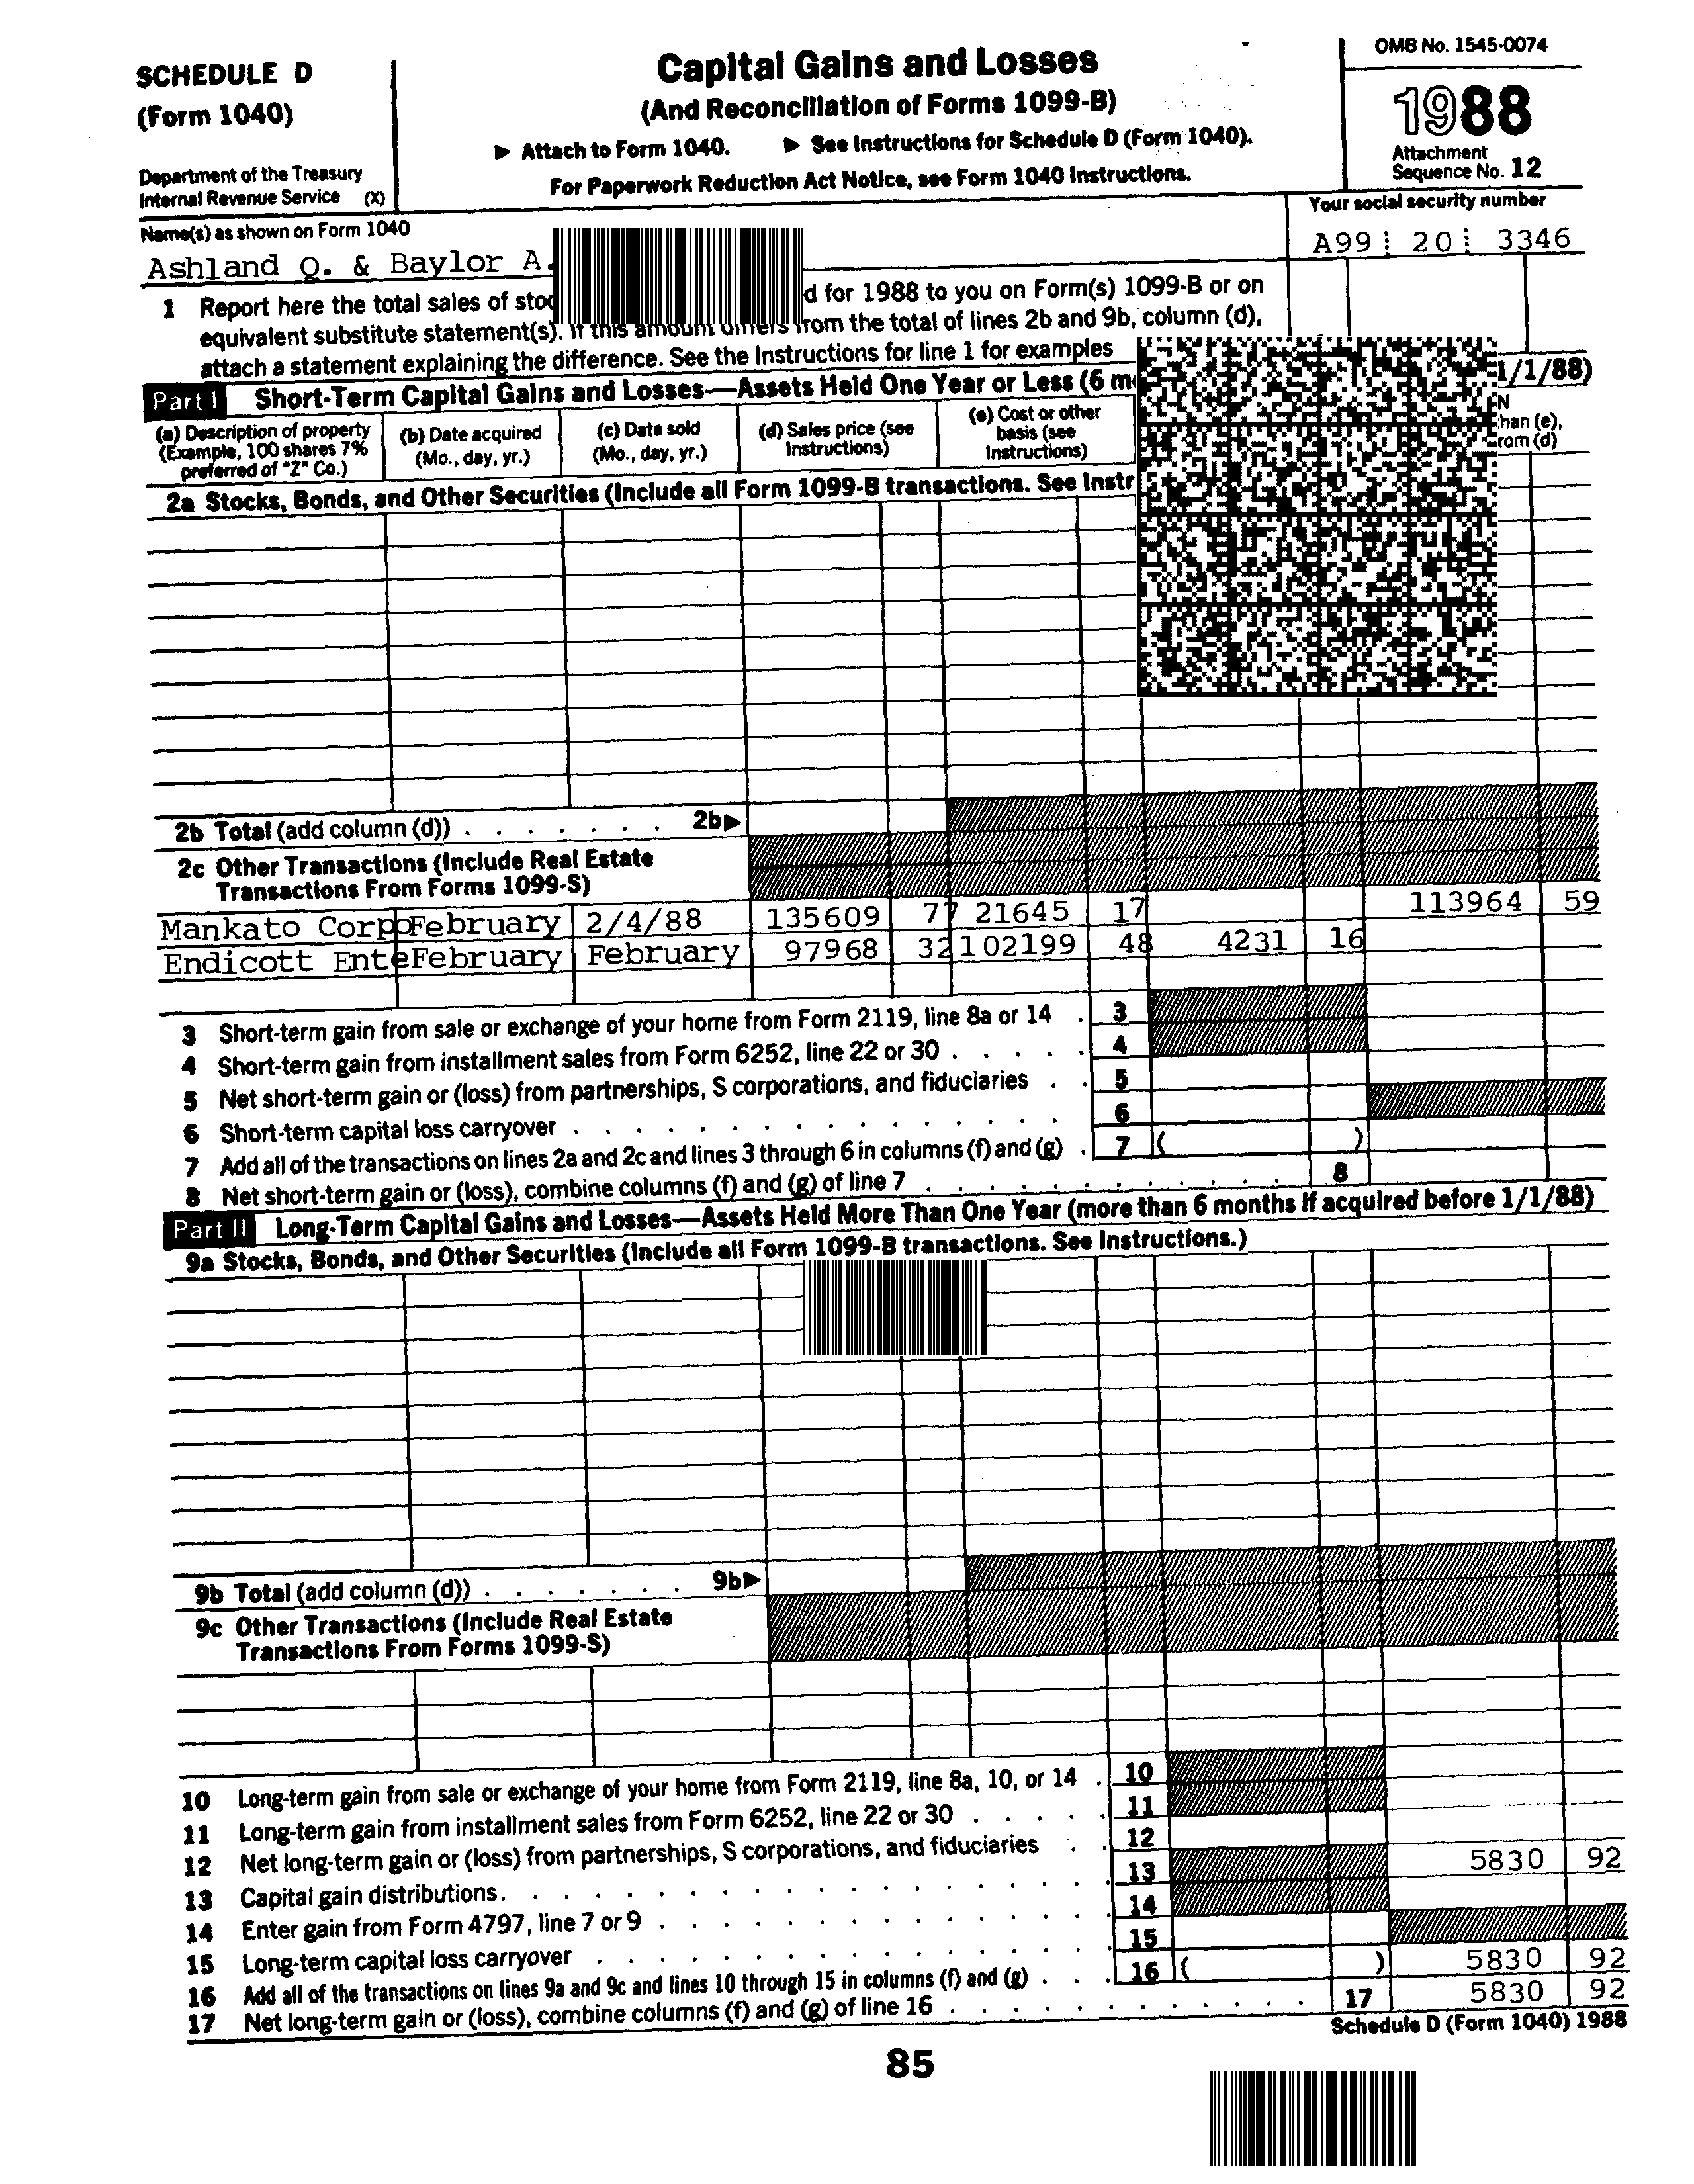 SCHEDULE D
(Form 1040)
Department of the Treasury
Internal Revenue Service (X)
Capital Gains and Losses
(And Reconciliation of Forms 1099-B)
▶ Attach to Form 1040. ▶ See Instructions for Schedule D (Form 1040).
For Paperwork Reduction Act Notice, see Form 1040 Instructions.
OMB No. 1545-0074
1988
Attachment
Sequence No. 12
Name(s) as shown on Form 1040
Ashland Q. & Baylor A.
Your social security number
A99 20 3346
1 Report here the total sales of d for 1988 to you on Form(s) 1099-B or on
equivalent substitute statement(s). If this amount differs from the total of lines 2b and 9b, column (d),
attach a statement explaining the difference. See the Instructions for line 1 for examples
Part I Short-Term Capital Gains and Losses—Assets Held One Year or Less (6 1/1/88)
(a) Description of property
(Example, 100 shares 7%
preferred of "Z" Co.)
(b) Date acquired
(Mo., day, yr.)
(c) Date sold
(Mo., day, yr.)
(d) Sales price (see
Instructions)
(e) Cost or other
basis (see
Instructions)
than (e),
from (d)
2a Stocks, Bonds, and Other Securities (Include all Form 1099-B transactions. See Instr
2b Total (add column (d)) . . . . . . . 2b▶
2c Other Transactions (Include Real Estate
Transactions From Forms 1099-S)
Mankato Corpo February 2/4/88 135609 77 21645 17 113964 59
Endicott Ente February February 97968 32 102199 48 4231 16
3 Short-term gain from sale or exchange of your home from Form 2119, line 8a or 14 . 3
4 Short-term gain from installment sales from Form 6252, line 22 or 30 . . . . . 4
5 Net short-term gain or (loss) from partnerships, S corporations, and fiduciaries . . 5
6 Short-term capital loss carryover . . . . . . . . . . . . . . 6
7 Add all of the transactions on lines 2a and 2c and lines 3 through 6 in columns (f) and (g) . 7 ( )
8 Net short-term gain or (loss), combine columns (f) and (g) of line 7 . . . . . . . . . . . . 8
Part II Long-Term Capital Gains and Losses—Assets Held More Than One Year (more than 6 months if acquired before 1/1/88)
9a Stocks, Bonds, and Other Securities (Include all Form 1099-B transactions. See Instructions.)
9b Total (add column (d)) . . . . . . . 9b▶
9c Other Transactions (Include Real Estate
Transactions From Forms 1099-S)
10 Long-term gain from sale or exchange of your home from Form 2119, line 8a, 10, or 14 . 10
11 Long-term gain from installment sales from Form 6252, line 22 or 30 . . . . . 11
12 Net long-term gain or (loss) from partnerships, S corporations, and fiduciaries . . 12
13 Capital gain distributions . . . . . . . . . . . . . . . . 13 5830 92
14 Enter gain from Form 4797, line 7 or 9 . . . . . . . . . . . . 14
15 Long-term capital loss carryover . . . . . . . . . . . . . . 15
16 Add all of the transactions on lines 9a and 9c and lines 10 through 15 in columns (f) and (g) . . . 16 ( ) 5830 92
17 Net long-term gain or (loss), combine columns (f) and (g) of line 16 . . . . . . . . . . . 17 5830 92
Schedule D (Form 1040) 1988
85